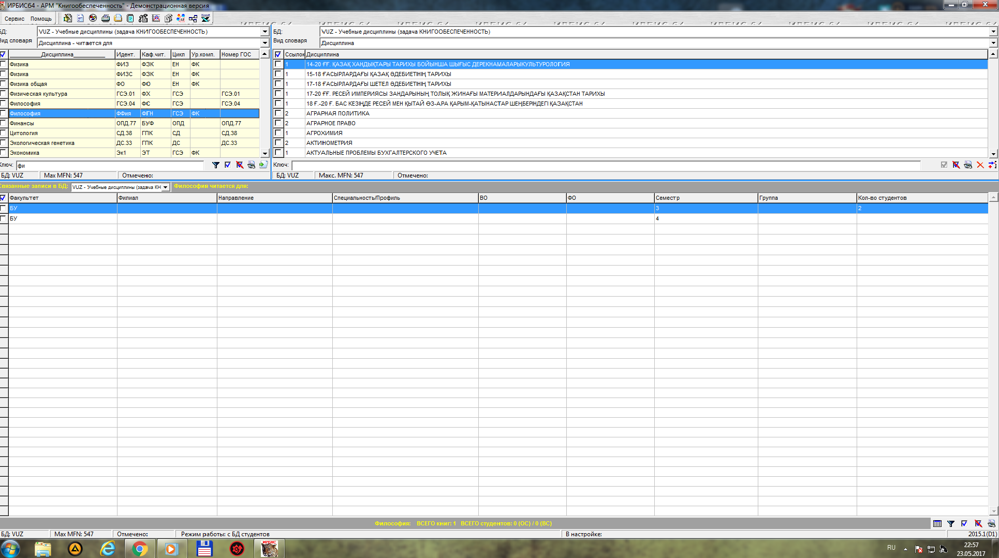 ИРБИС64 - АРМ "Книгообеспеченность" - Демонстрационная версия
Сервис Помощь
БД: VUZ - Учебные дисциплины (задача КНИГООБЕСПЕЧЕННОСТЬ)
Вид словаря Дисциплина - читается для
Дисциплина Идент. Каф.чит. Цикл Ур.комп. Номер ГОС
Физика ФИЗ ФЗК ЕН ФК
Физика ФИЗС ФЗК ЕН ФК
Физика общая ФО ФО ЕН ФК
Физическая культура ГСЭ.01 ФХ ГСЭ ГСЭ.01
Философия ГСЭ.04 ФС ГСЭ ГСЭ.04
Философия ФФия ФГН ГСЭ ФК
Финансы ОПД.77 БУФ ОПД ОПД.77
Цитология СД.38 ГПК СД СД.38
Экологическая генетика ДС.33 ГПК ДС ДС.33
Экономика Эк1 ЭТ ГСЭ ФК
Ключ: фи
БД: VUZ Max MFN: 547 Отмечено:
БД: VUZ - Учебные дисциплины (задача КНИГООБЕСПЕЧЕННОСТЬ)
Вид словаря Дисциплина
Ссылок Дисциплина
1 14-20 ҒҒ. ҚАЗАҚ ХАНДЫҚТАРЫ ТАРИХЫ БОЙЫНША ШЫҒЫС ДЕРЕКНАМАЛАРЫКУЛЬТУРОЛОГИЯ
1 15-18 ҒАСЫРЛАРДАҒЫ ҚАЗАҚ ӘДЕБИЕТІНІҢ ТАРИХЫ
1 17-18 ҒАСЫРЛАРДАҒЫ ШЕТЕЛ ӘДЕБИЕТІНІҢ ТАРИХЫ
1 17-20 ҒҒ. РЕСЕЙ ИМПЕРИЯСЫ ЗАНДАРЫНЫҢ ТОЛЫҚ ЖИНАҒЫ МАТЕРИАЛДАРЫНДАҒЫ ҚАЗАҚСТАН ТАРИХЫ
1 18 Ғ.-20 Ғ. БАС КЕЗІҢДЕ РЕСЕЙ МЕН ҚЫТАЙ ӨЗ-АРА ҚАРЫМ-ҚАТЫНАСТАР ШЕҢБЕРІНДЕГІ ҚАЗАҚСТАН
2 АГРАРНАЯ ПОЛИТИКА
2 АГРАРНОЕ ПРАВО
1 АГРОХИМИЯ
2 АКТИНОМЕТРИЯ
1 АКТУАЛЬНЫЕ ПРОБЛЕМЫ БУХГАЛТЕРСКОГО УЧЕТА
Ключ:
БД: VUZ Макс. MFN: 547 Отмечено:
Связанные записи в БД: VUZ - Учебные дисциплины (задача КН Философия читается для:
Факультет Филиал Направление Специальность/Профиль ВО ФО Семестр Группа Кол-во студентов
БУ 3 2
БУ 4
Философия: ВСЕГО книг: 1 ВСЕГО студентов: 0 (ОС) / 0 (ВС)
БД: VUZ Max MFN: 547 Отмечено: Режим работы: с БД студентов В настройке: 2015.1(D1)
ИРБИС
RU
22:57
23.05.2017